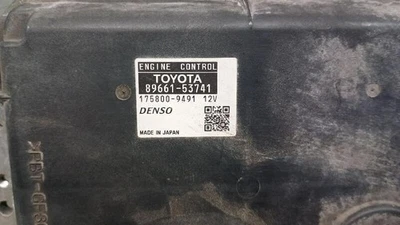 ENGINE CONTROL
TOYOTA
89661-53741
175800-9491 12V
DENSO
MADE IN JAPAN